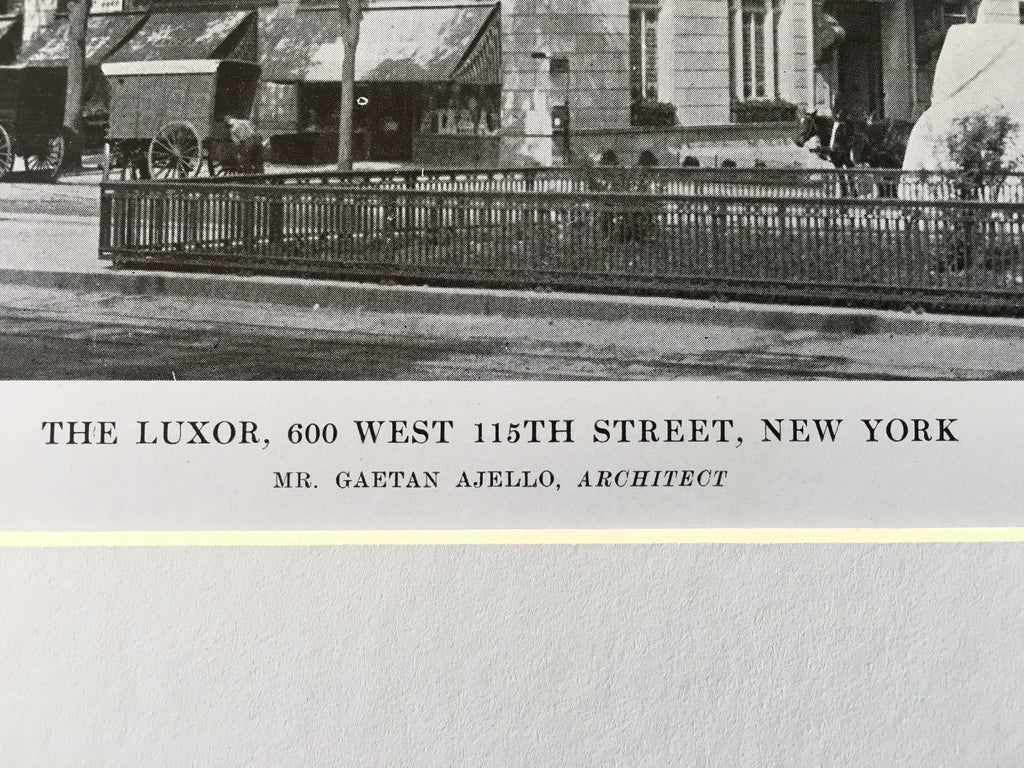 THE LUXOR, 600 WEST 115TH STREET, NEW YORK
MR. GAETAN AJELLO, ARCHITECT